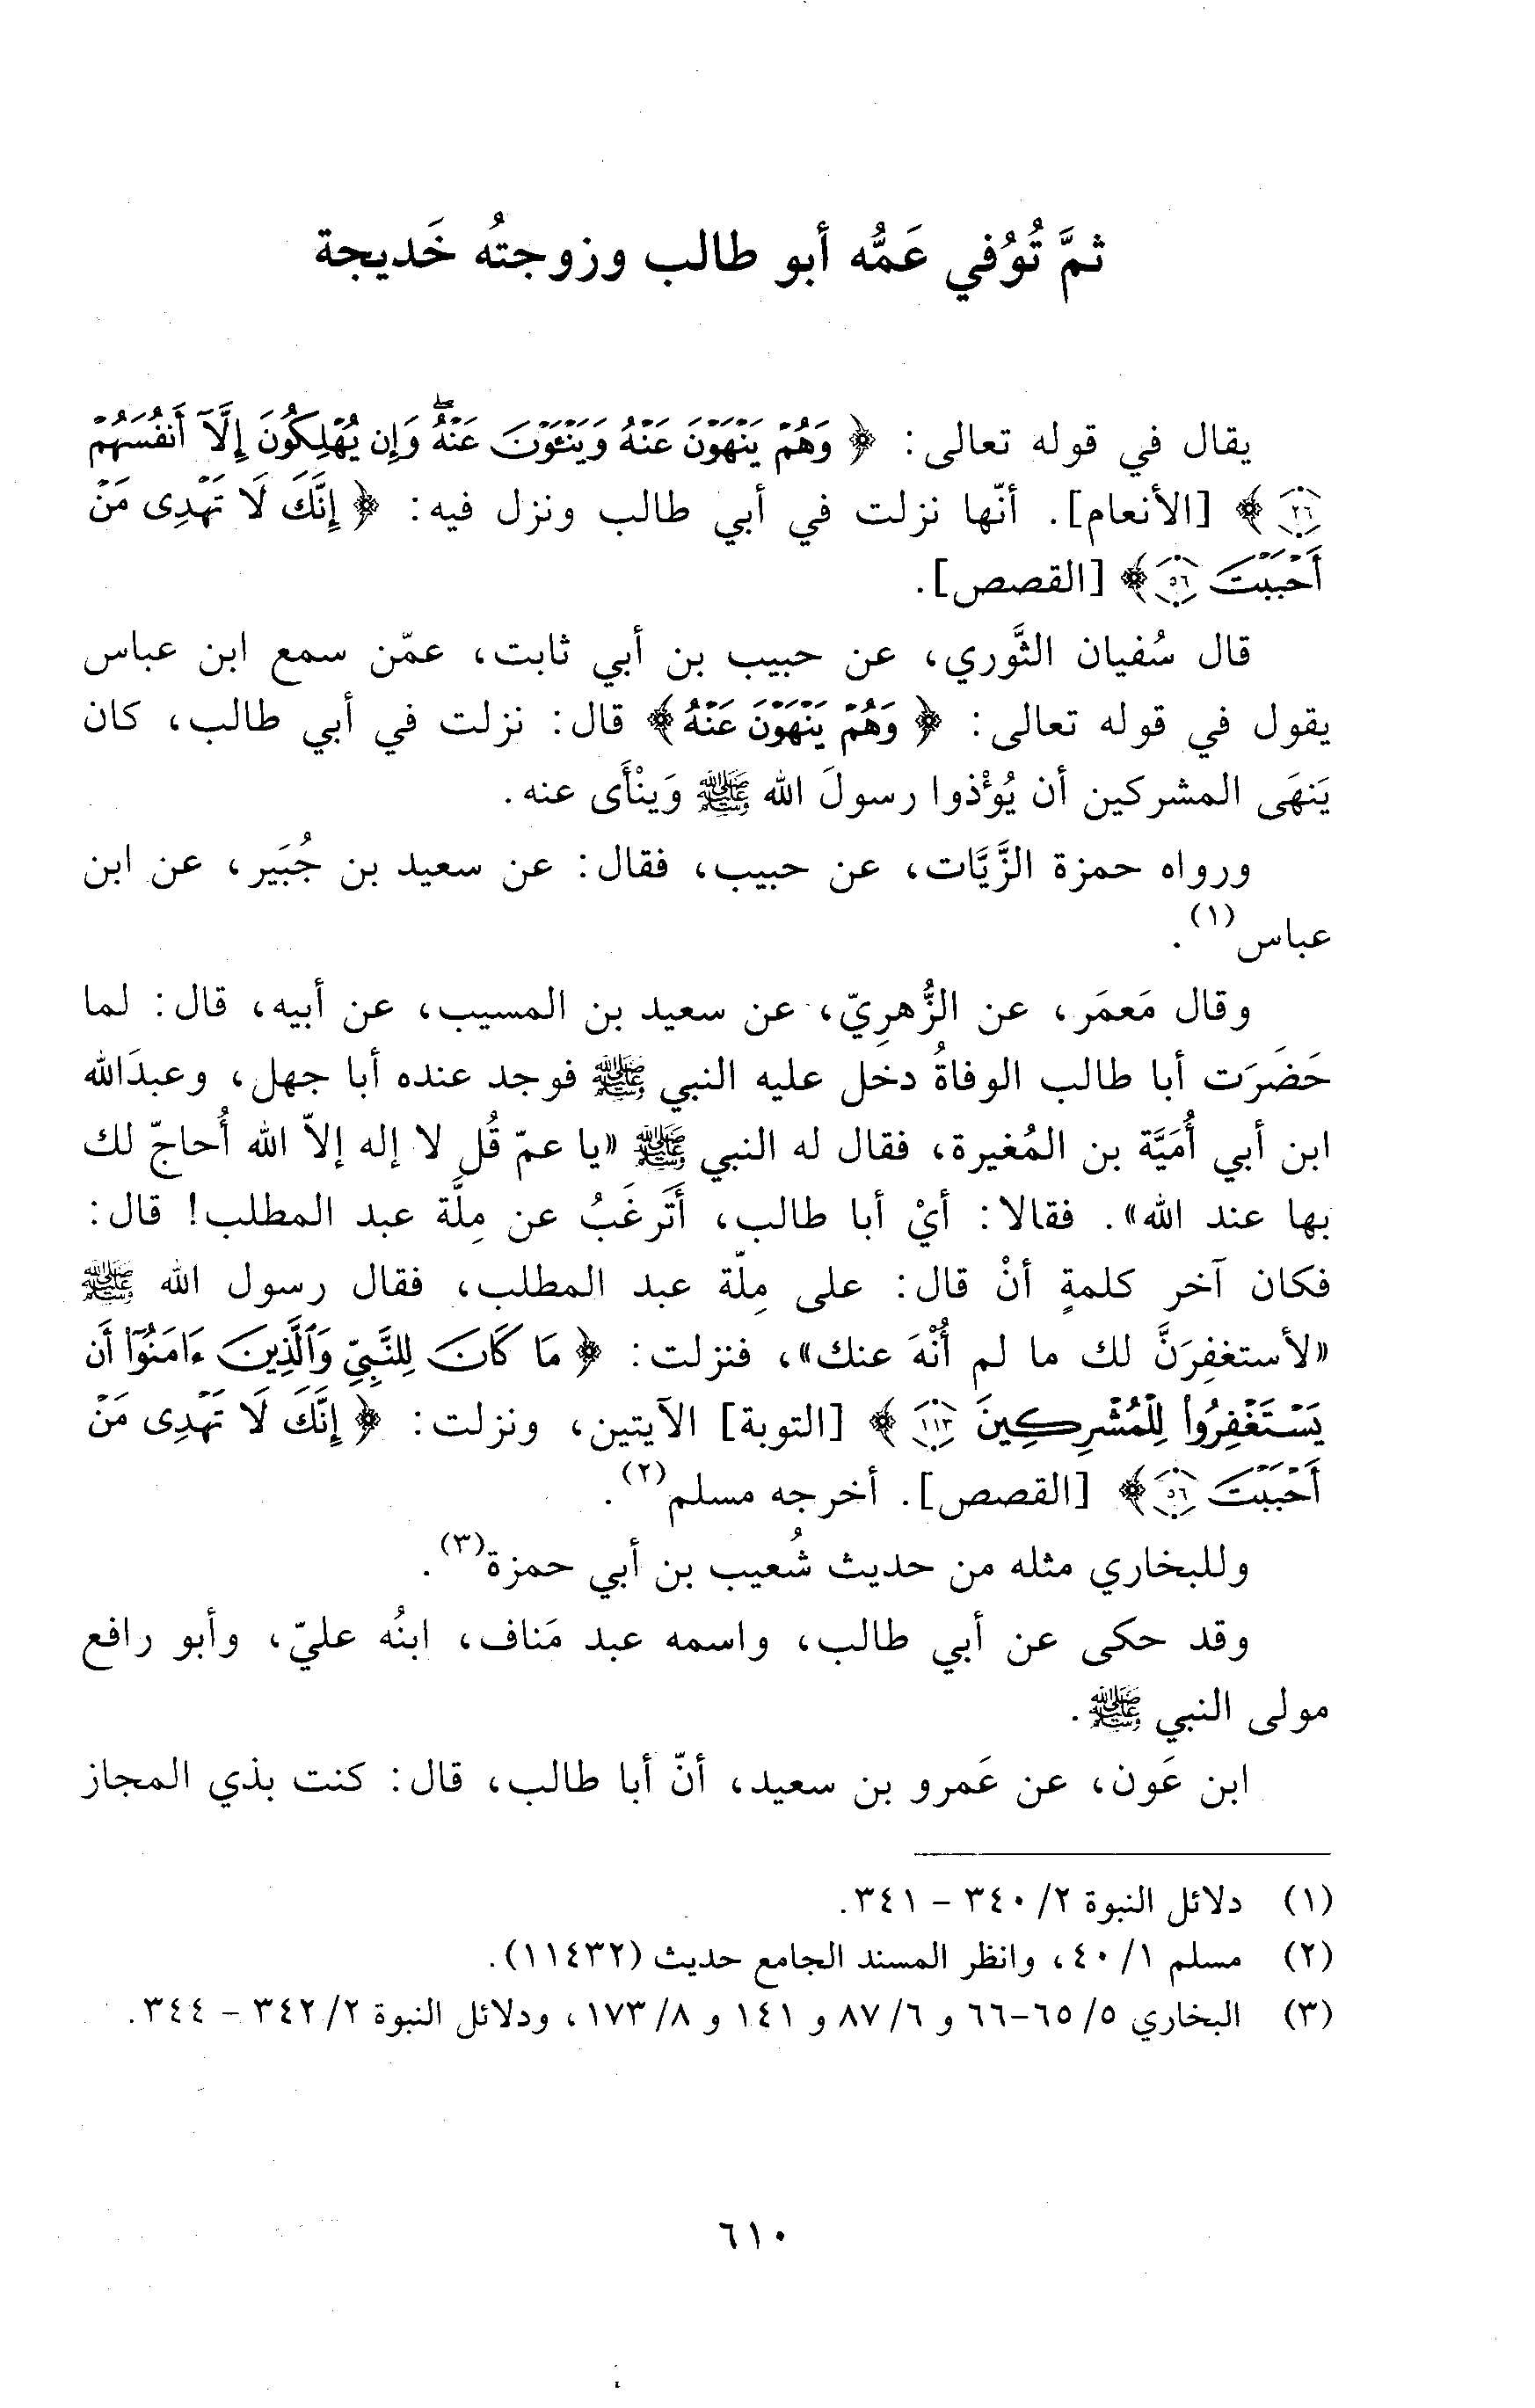 ثمَّ تُوُفي عَمُّه أبو طالب وزوجتُه خَديجة
يقال في قوله تعالى: ﴿وَهُمْ يَنْهَوْنَ عَنْهُ وَيَنْـَٔوْنَ عَنْهُ ۖ وَإِن يُهْلِكُونَ إِلَّآ أَنفُسَهُمْ
٢٦﴾ [الأنعام]. أنّها نزلت في أبي طالب ونزل فيه: ﴿إِنَّكَ لَا تَهْدِى مَنْ
أَحْبَبْتَ ٥٦﴾ [القصص].
قال سُفيان الثَّوري، عن حبيب بن أبي ثابت، عمّن سمع ابن عباس
يقول في قوله تعالى: ﴿وَهُمْ يَنْهَوْنَ عَنْهُ﴾ قال: نزلت في أبي طالب، كان
يَنهَى المشركين أن يُؤْذوا رسولَ الله ﷺ وَينْأَى عنه.
ورواه حمزة الزَّيَّات، عن حبيب، فقال: عن سعيد بن جُبَير، عن ابن
عباس(١).
وقال مَعمَر، عن الزُّهرِيّ، عن سعيد بن المسيب، عن أبيه، قال: لما
حَضَرَت أبا طالب الوفاةُ دخل عليه النبي ﷺ فوجد عنده أبا جهل، وعبدَالله
ابن أبي أُمَيَّة بن المُغيرة، فقال له النبي ﷺ «يا عمّ قُل لا إله إلاّ الله أُحاجّ لك
بها عند الله». فقالا: أيْ أبا طالب، أَتَرغَبُ عن مِلَّة عبد المطلب! قال:
فكان آخر كلمةٍ أنْ قال: على مِلّة عبد المطلب، فقال رسول الله ﷺ
«لأستغفِرَنَّ لك ما لم أُنْهَ عنك»، فنزلت: ﴿مَا كَانَ لِلنَّبِيِّ وَٱلَّذِينَ ءَامَنُوٓا۟ أَن
يَسْتَغْفِرُوا۟ لِلْمُشْرِكِينَ ١١٣﴾ [التوبة] الآيتين، ونزلت: ﴿إِنَّكَ لَا تَهْدِى مَنْ
أَحْبَبْتَ ٥٦﴾ [القصص]. أخرجه مسلم(٢).
وللبخاري مثله من حديث شُعيب بن أبي حمزة(٣).
وقد حكى عن أبي طالب، واسمه عبد مَناف، ابنُه عليّ، وأبو رافع
مولى النبي ﷺ.
ابن عَون، عن عَمرو بن سعيد، أنّ أبا طالب، قال: كنت بذي المجاز
(١) دلائل النبوة ٢/ ٣٤٠ - ٣٤١.
(٢) مسلم ١/ ٤٠، وانظر المسند الجامع حديث (١١٤٣٢).
(٣) البخاري ٥/ ٦٥-٦٦ و ٦/ ٨٧ و ١٤١ و ٨/ ١٧٣، ودلائل النبوة ٢/ ٣٤٢ - ٣٤٤.
٦١٠